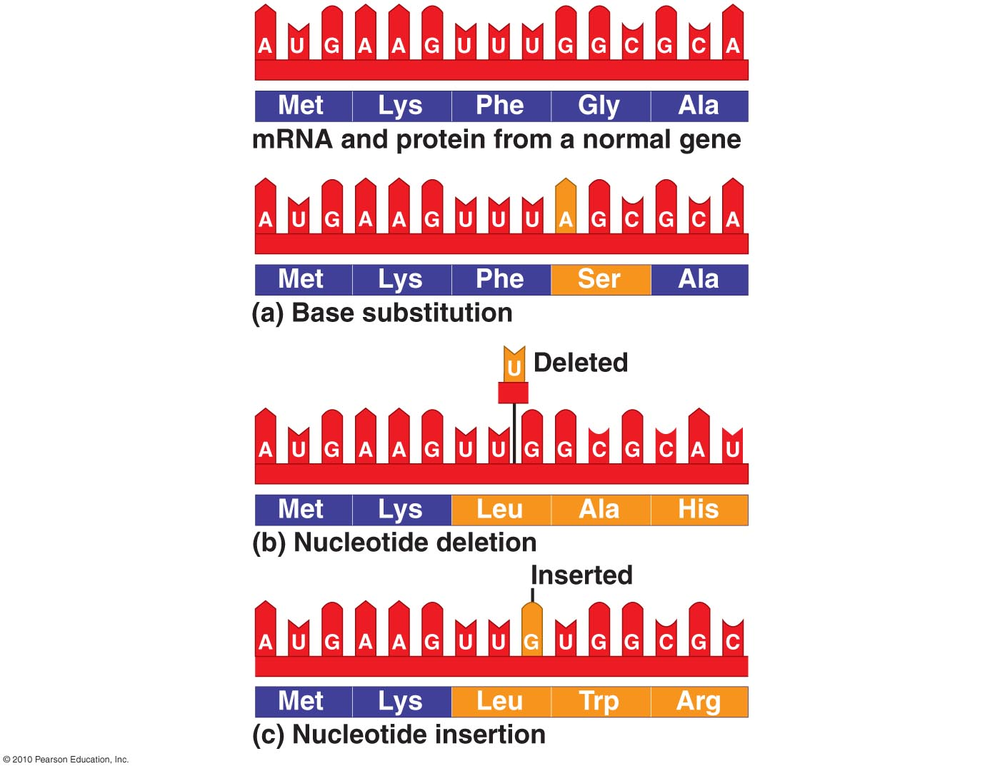 A U G A A G U U U G G C G C A
Met Lys Phe Gly Ala
mRNA and protein from a normal gene
A U G A A G U U U A G C G C A
Met Lys Phe Ser Ala
(a) Base substitution
U Deleted
A U G A A G U U G G C G C A U
Met Lys Leu Ala His
(b) Nucleotide deletion
Inserted
A U G A A G U U G U G G C G C
Met Lys Leu Trp Arg
(c) Nucleotide insertion
© 2010 Pearson Education, Inc.